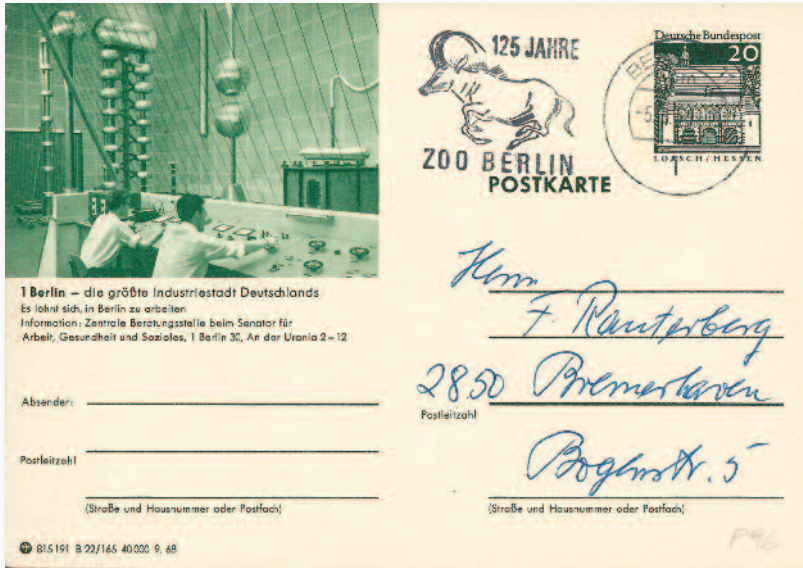 125 JAHRE
ZOO BERLIN
Deutsche Bundespost
20
LORSCH/HESSEN
POSTKARTE
1 Berlin – die größte Industriestadt Deutschlands
Es lohnt sich, in Berlin zu arbeiten
Information: Zentrale Beratungsstelle beim Senator für
Arbeit, Gesundheit und Soziales, 1 Berlin 30, An der Urania 2–12
Herrn
F. Rauterberg
2850 Bremerhaven
Postleitzahl
Bogenstr. 5
(Straße und Hausnummer oder Postfach)
Absender:
Postleitzahl
(Straße und Hausnummer oder Postfach)
815191 B 22/165 40 000 9. 68
P96